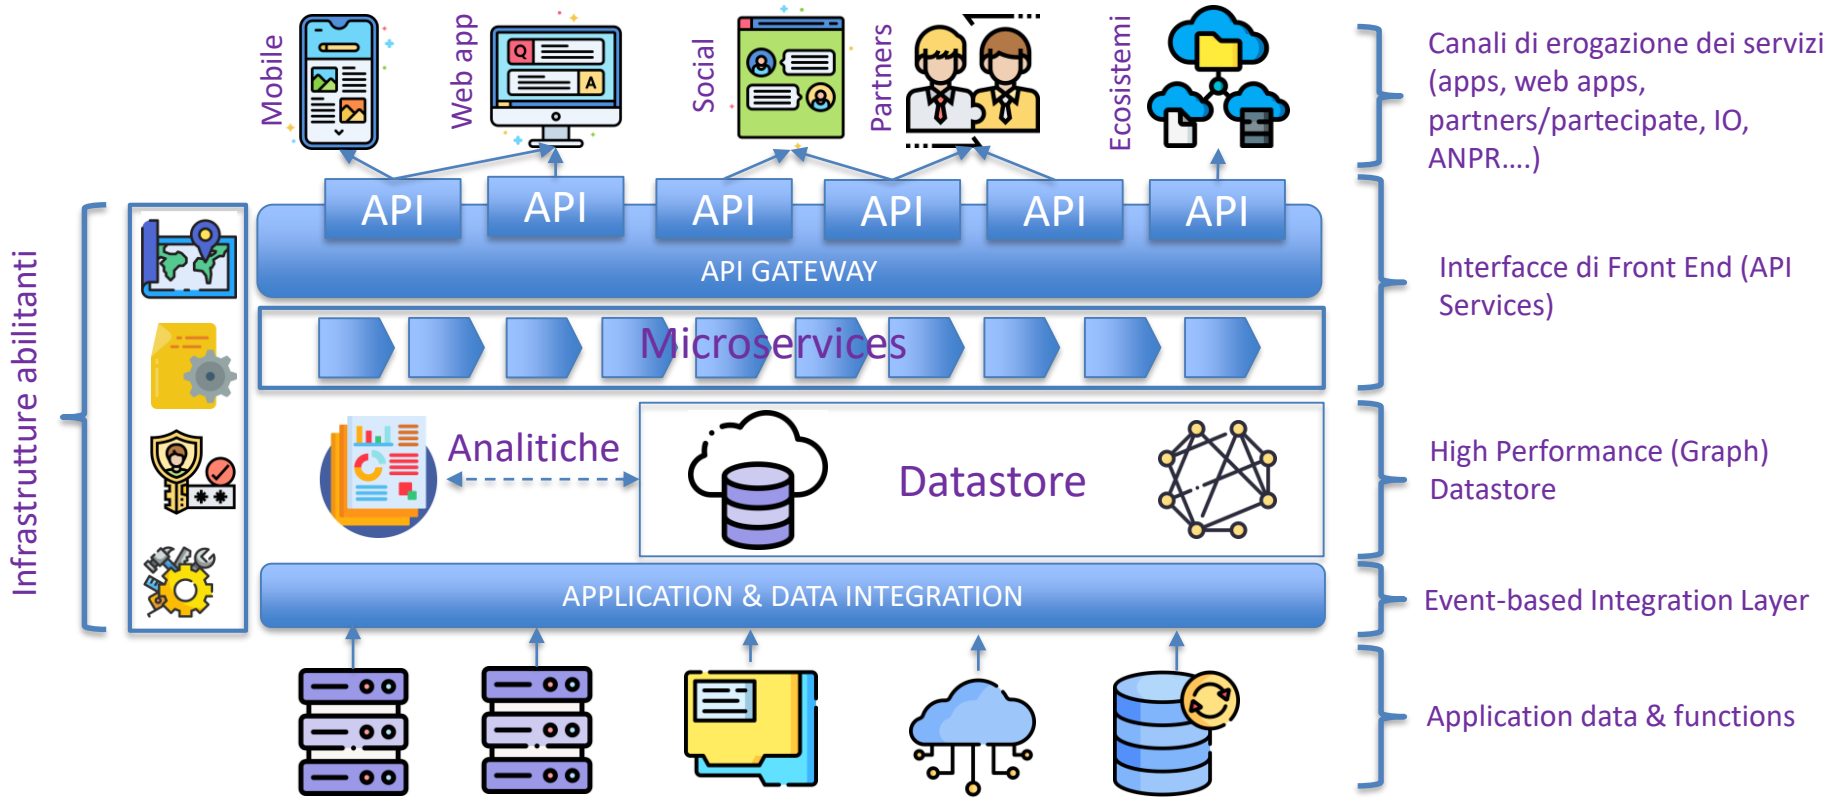 Mobile
Web app
Social
Partners
Ecosistemi
Canali di erogazione dei servizi
(apps, web apps,
partners/partecipate, IO,
ANPR....)
API
API
API
API
API
API
API GATEWAY
Interfacce di Front End (API
Services)
Infrastrutture abilitanti
Microservices
Analitiche
Datastore
High Performance (Graph)
Datastore
APPLICATION & DATA INTEGRATION
Event-based Integration Layer
Application data & functions
Q
A
**